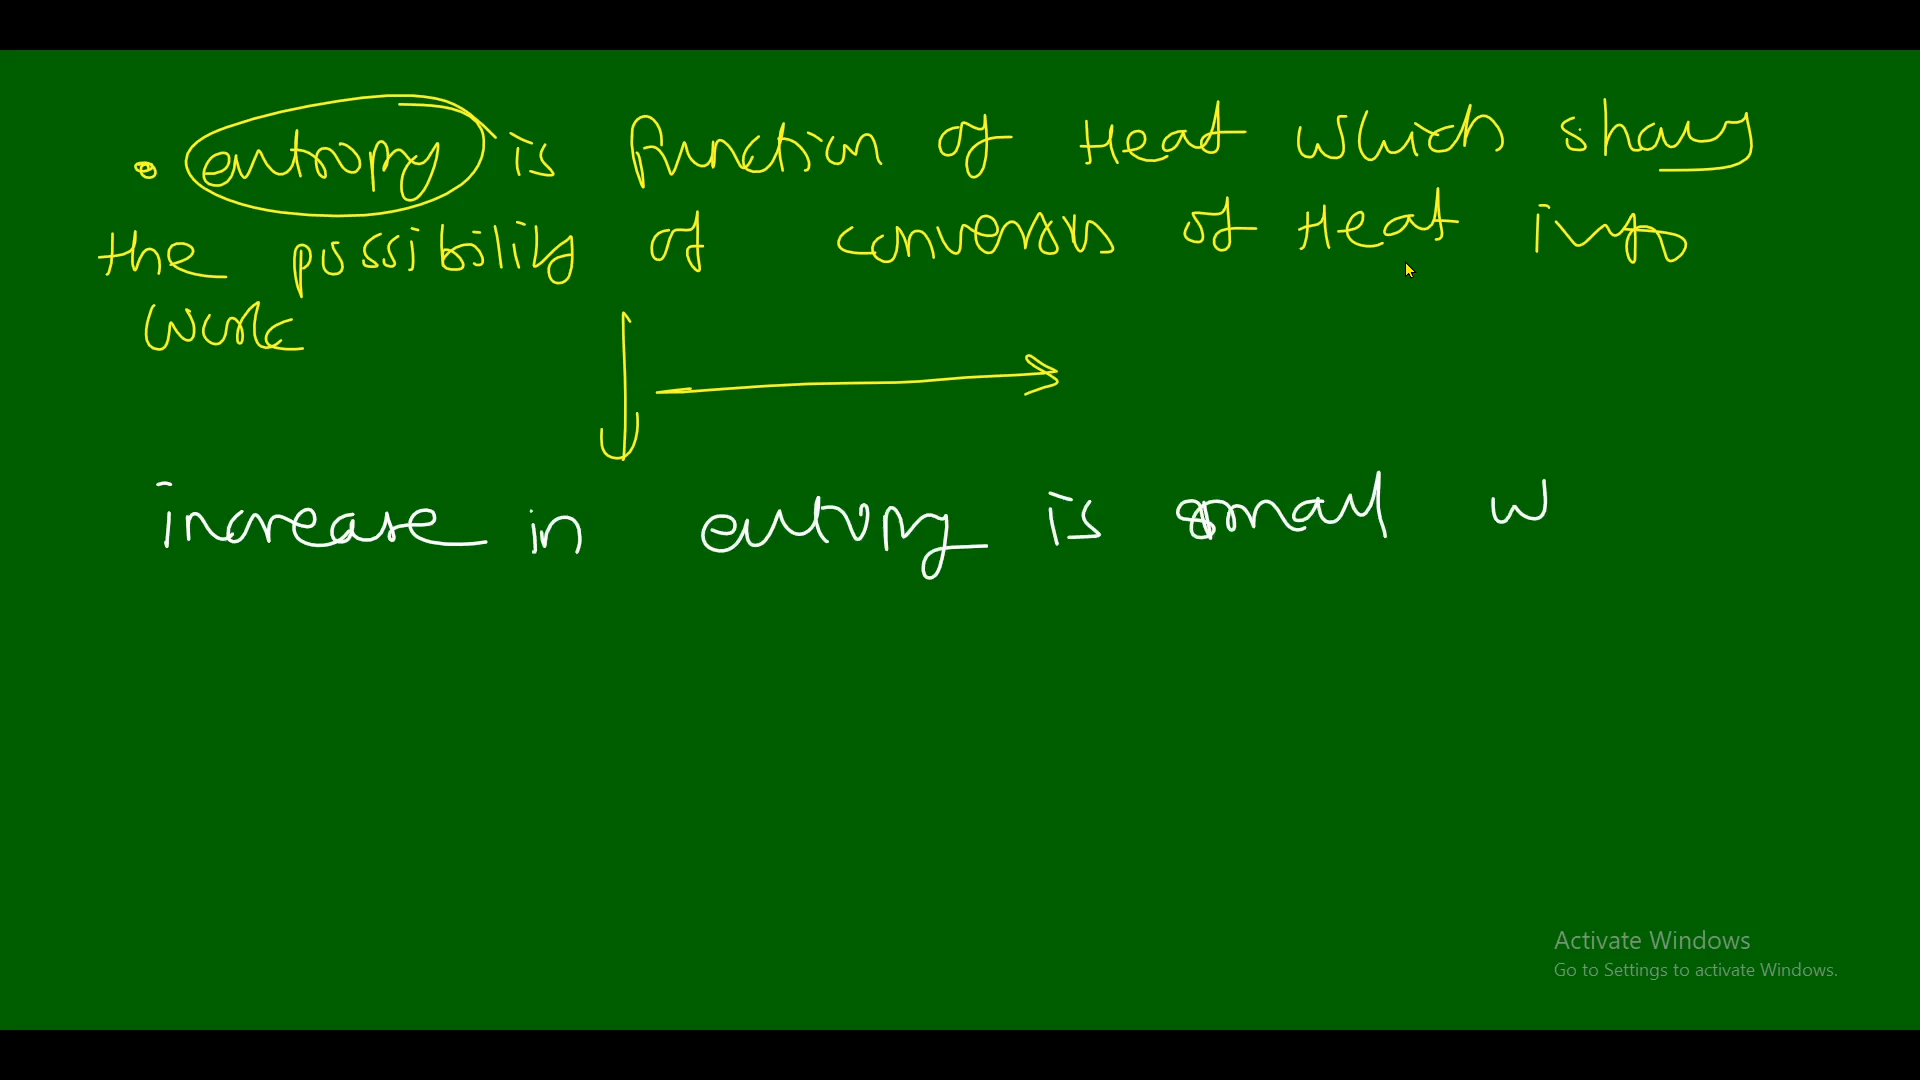 • entropy is function of Heat which shows
the possibility of conversion of Heat into
work
increase in entropy is small w
Activate Windows
Go to Settings to activate Windows.